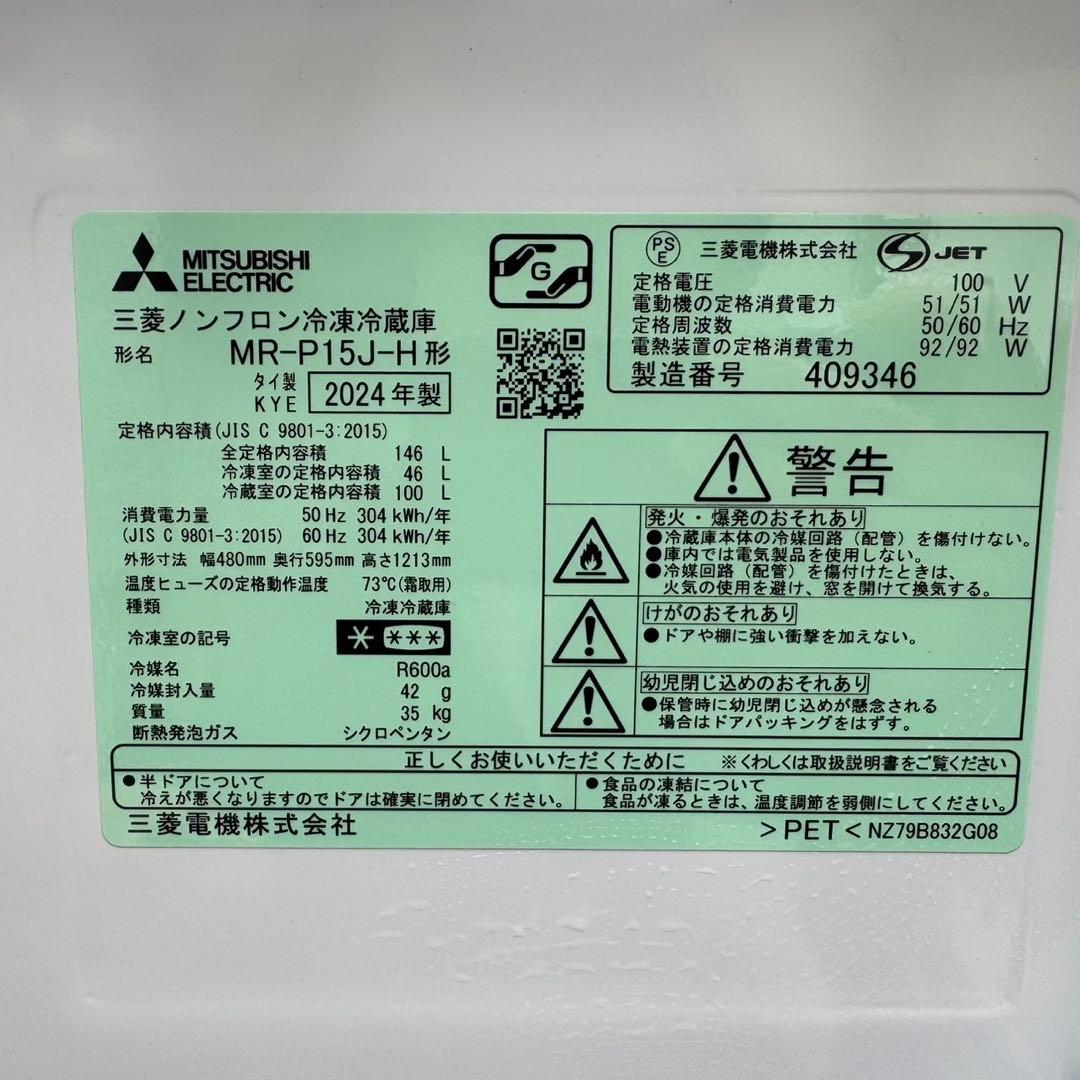 MITSUBISHI
ELECTRIC
G
三菱ノンフロン冷凍冷蔵庫
形名 MR-P15J-H形
タイ製
KYE
2024年製
定格内容積(JIS C 9801-3:2015)
全定格内容積 146 L
冷凍室の定格内容積 46 L
冷蔵室の定格内容積 100 L
消費電力量 50Hz 304kWh/年
(JIS C 9801-3:2015) 60Hz 304kWh/年
外形寸法 幅480mm 奥行595mm 高さ1213mm
温度ヒューズの定格動作温度 73℃(霜取用)
種類 冷凍冷蔵庫
冷凍室の記号 * ***
冷媒名 R600a
冷媒封入量 42 g
質量 35 kg
断熱発泡ガス シクロペンタン
PS
E
三菱電機株式会社
S JET
定格電圧 100 V
電動機の定格消費電力 51/51 W
定格周波数 50/60 Hz
電熱装置の定格消費電力 92/92 W
製造番号 409346
警告
発火・爆発のおそれあり
●冷蔵庫本体の冷媒回路(配管)を傷付けない。
●庫内では電気製品を使用しない。
●冷媒回路(配管)を傷付けたときは、
火気の使用を避け、窓を開けて換気する。
けがのおそれあり
●ドアや棚に強い衝撃を加えない。
幼児閉じ込めのおそれあり
●保管時に幼児閉じ込めが懸念される
場合はドアパッキングをはずす。
正しくお使いいただくために ※くわしくは取扱説明書をご覧ください
●半ドアについて
冷えが悪くなりますのでドアは確実に閉めてください。
●食品の凍結について
食品が凍るときは、温度調節を弱側にしてください。
三菱電機株式会社
>PET< NZ79B832G08